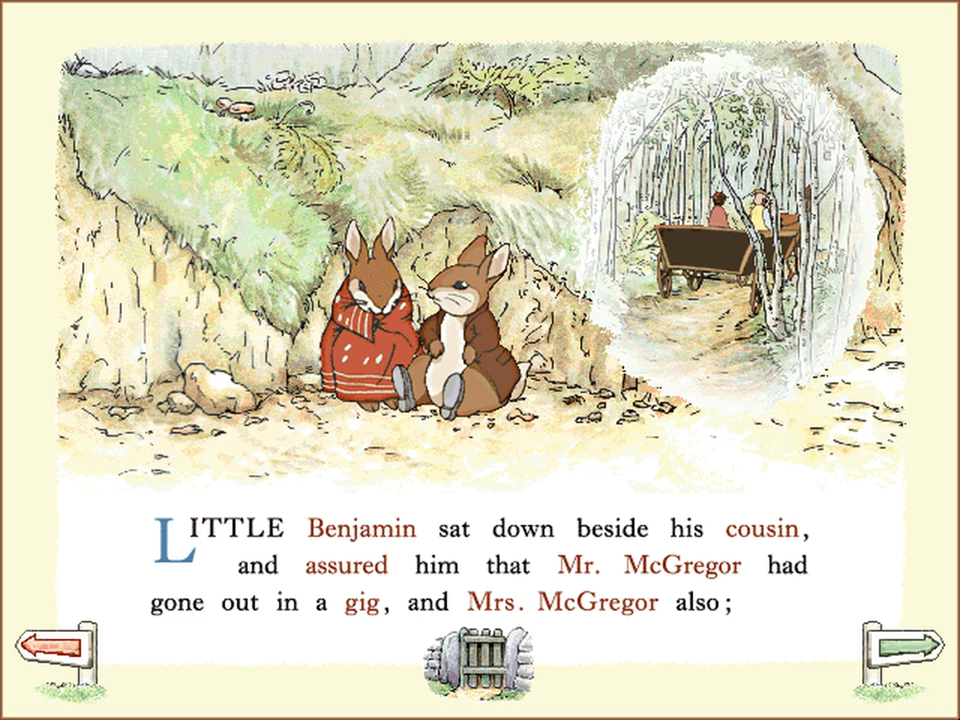 LITTLE Benjamin sat down beside his cousin,
and assured him that Mr. McGregor had
gone out in a gig, and Mrs. McGregor also;